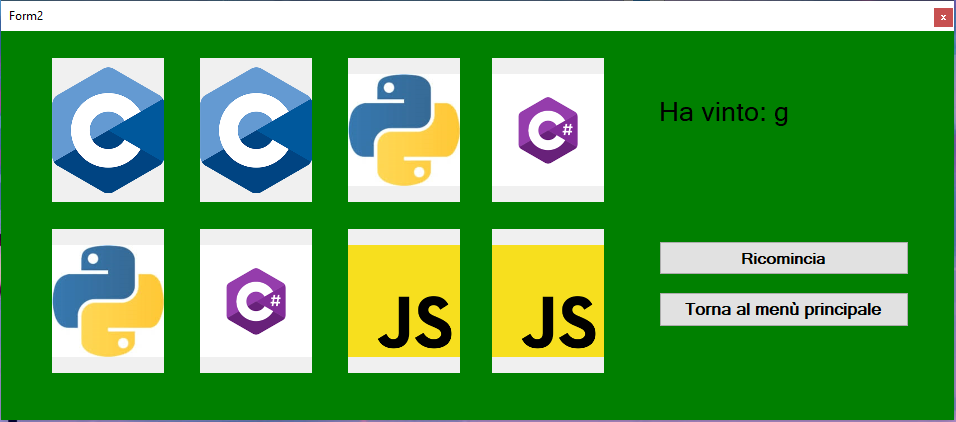 Form2
x
C
C
C#
Ha vinto: g
C#
JS
JS
Ricomincia
Torna al menù principale